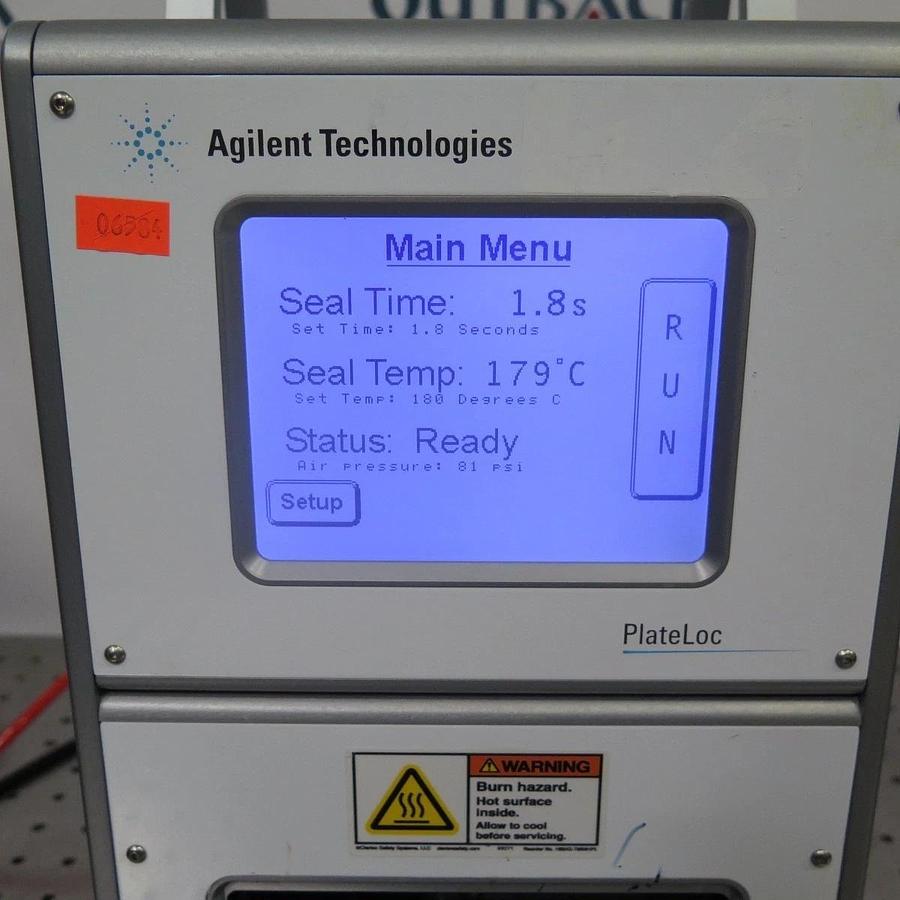 OUTBACK
Agilent Technologies
06504
Main Menu
Seal Time: 1.8s
Set Time: 1.8 Seconds
Seal Temp: 179°C
Set Temp: 180 Degrees C
Status: Ready
Air pressure: 81 psi
Setup
R
U
N
PlateLoc
WARNING
Burn hazard.
Hot surface
inside.
Allow to cool
before servicing.